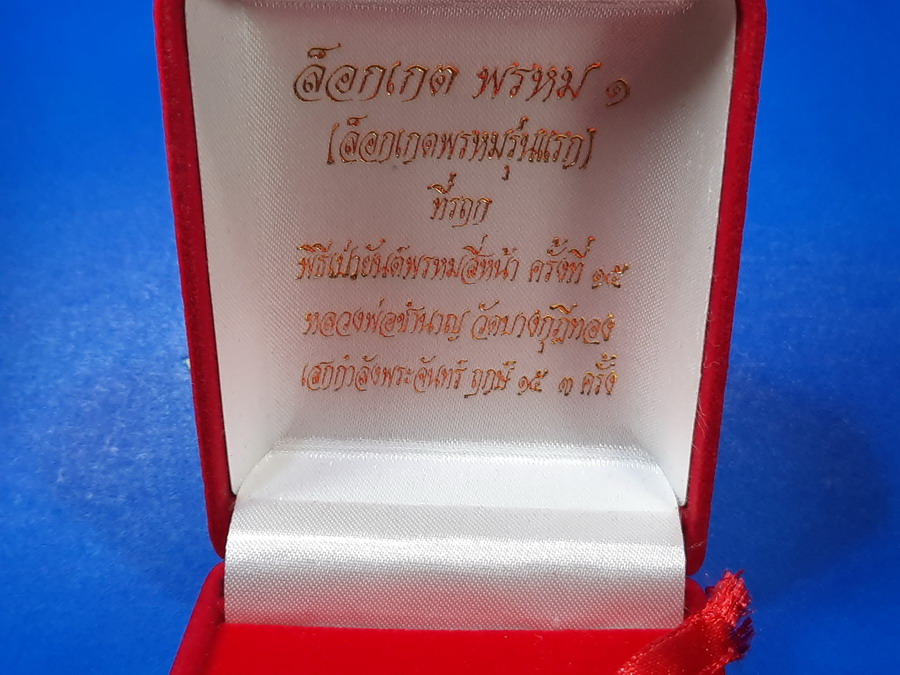 ล็อกเกต พรหม ๑
(ล็อกเกตพรหมรุ่นแรก)
ที่รฤก
พิธีเป่ายันต์พรหมสี่หน้า ครั้งที่ ๑๕
หลวงพ่อชำนาญ วัดบางกุฎีทอง
เสกกำลังพระจันทร์ ฤกษ์ ๑๕ ๓ ครั้ง